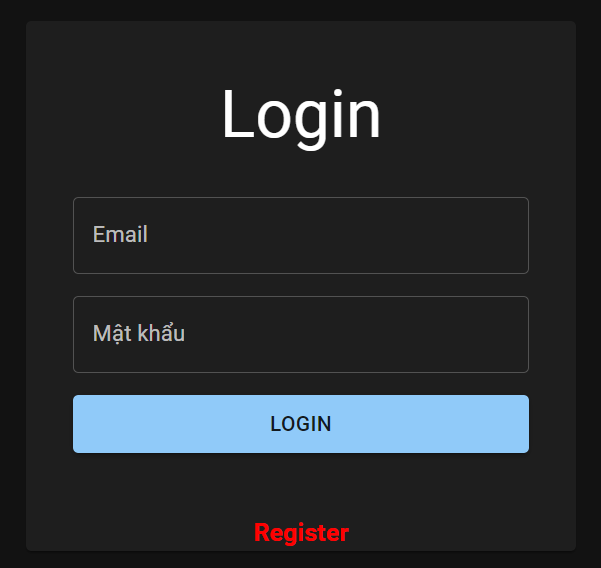 Login
Email
Mật khẩu
LOGIN
Register